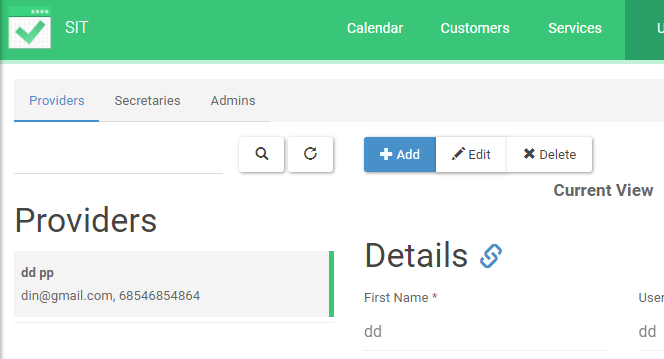 SIT
Calendar Customers Services U
Providers Secretaries Admins
Add Edit Delete
Current View
Providers
dd pp
din@gmail.com, 68546854864
Details
First Name * User
dd dd